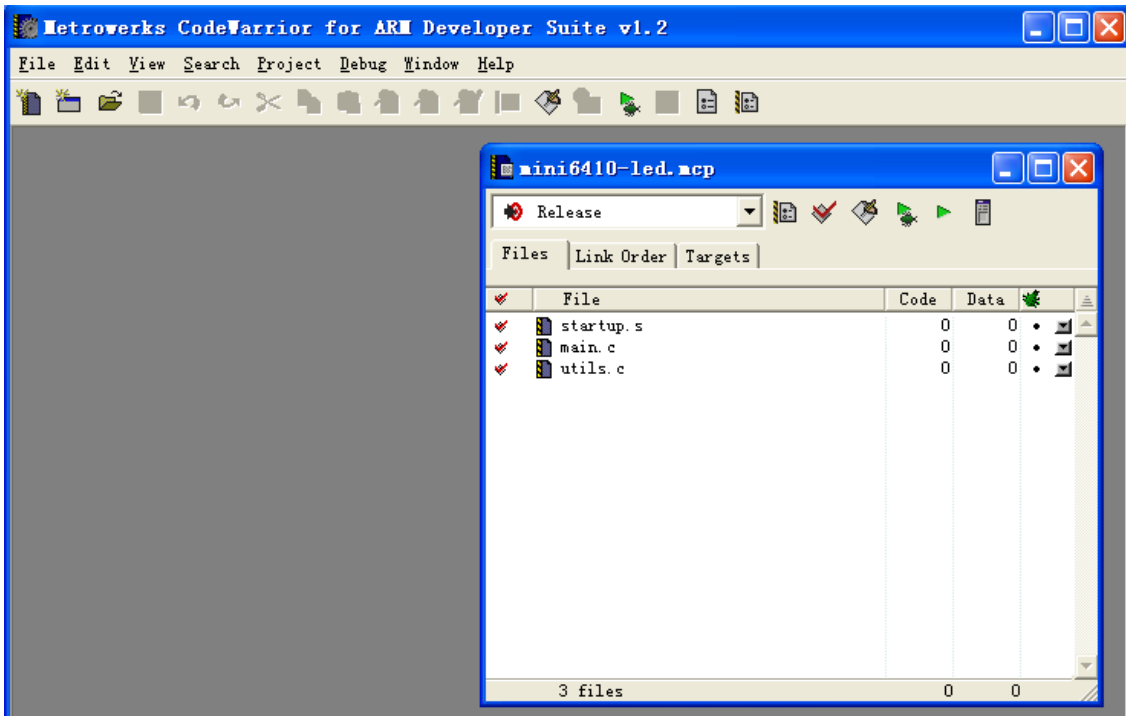 Metrowerks CodeWarrior for ARM Developer Suite v1.2
File Edit View Search Project Debug Window Help
mini6410-led.mcp
Release
Files Link Order Targets
File Code Data
startup.s 0 0
main.c 0 0
utils.c 0 0
3 files 0 0